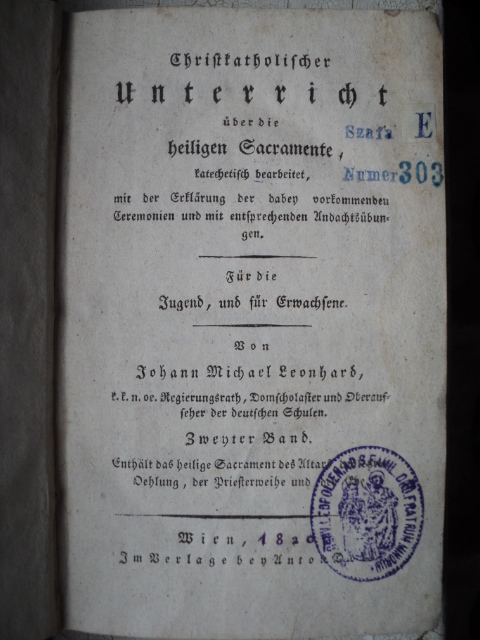 Christkatholischer
Unterricht
über die
heiligen Sacramente,
katechetisch bearbeitet,
mit der Erklärung der dabey vorkommenden
Ceremonien und mit entsprechenden Andachtsübun-
gen.
Szafa E
Numer 303
Für die
Jugend, und für Erwachsene.
Von
Johann Michael Leonhard,
k. k. n. oe. Regierungsrath, Domscholaster und Oberauf-
seher der deutschen Schulen.
Zweyter Band.
Enthält das heilige Sacrament des Altars
Oehlung, der Priesterweihe und
Wien, 1820
Im Verlage bey Anton